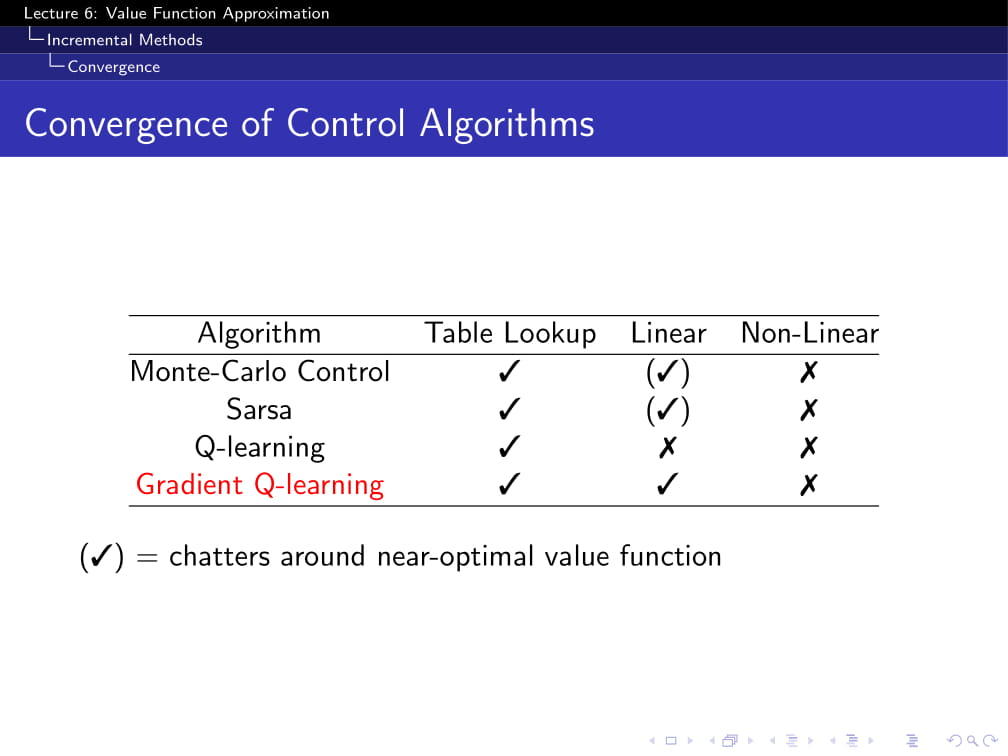 Lecture 6: Value Function Approximation
Incremental Methods
Convergence
Convergence of Control Algorithms
Algorithm Table Lookup Linear Non-Linear
Monte-Carlo Control ✓ (✓) ✗
Sarsa ✓ (✓) ✗
Q-learning ✓ ✗ ✗
Gradient Q-learning ✓ ✓ ✗
(✓) = chatters around near-optimal value function